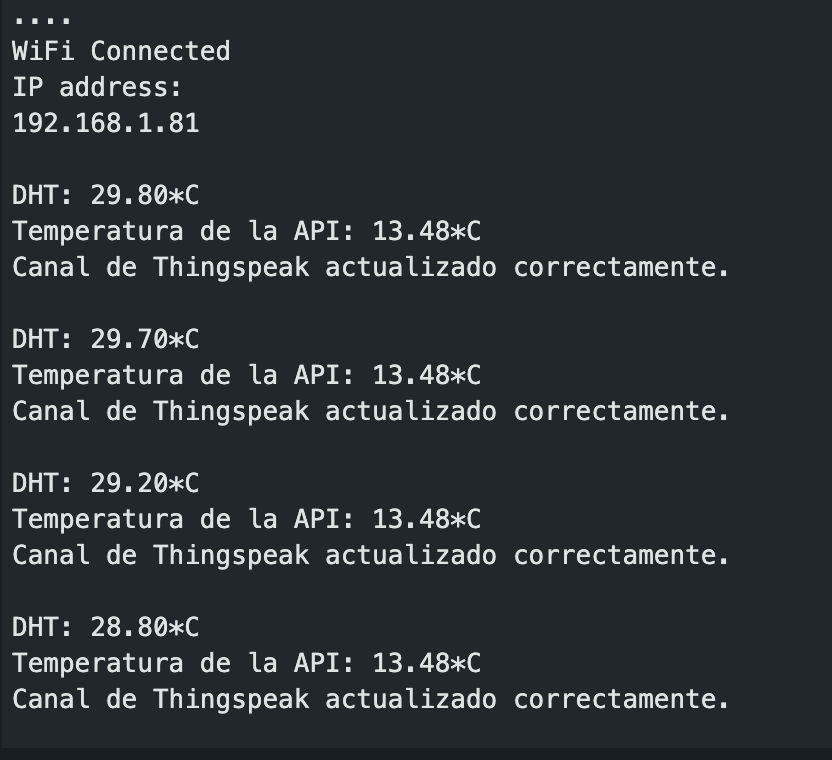 ....
WiFi Connected
IP address:
192.168.1.81
DHT: 29.80*C
Temperatura de la API: 13.48*C
Canal de Thingspeak actualizado correctamente.
DHT: 29.70*C
Temperatura de la API: 13.48*C
Canal de Thingspeak actualizado correctamente.
DHT: 29.20*C
Temperatura de la API: 13.48*C
Canal de Thingspeak actualizado correctamente.
DHT: 28.80*C
Temperatura de la API: 13.48*C
Canal de Thingspeak actualizado correctamente.